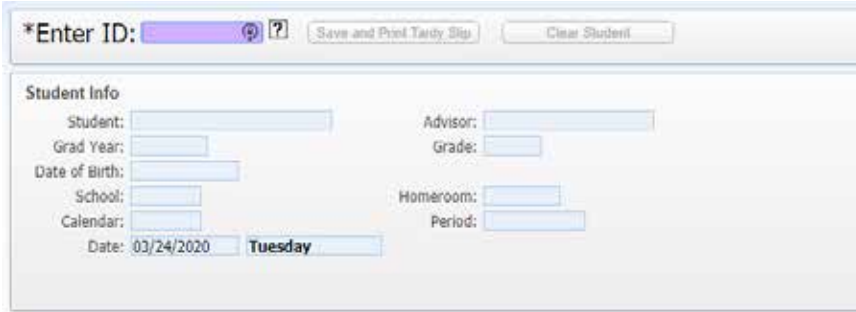 *Enter ID: ? Save and Print Tardy Slip Clear Student
Student Info
Student: Advisor:
Grad Year: Grade:
Date of Birth:
School: Homeroom:
Calendar: Period:
Date: 03/24/2020 Tuesday